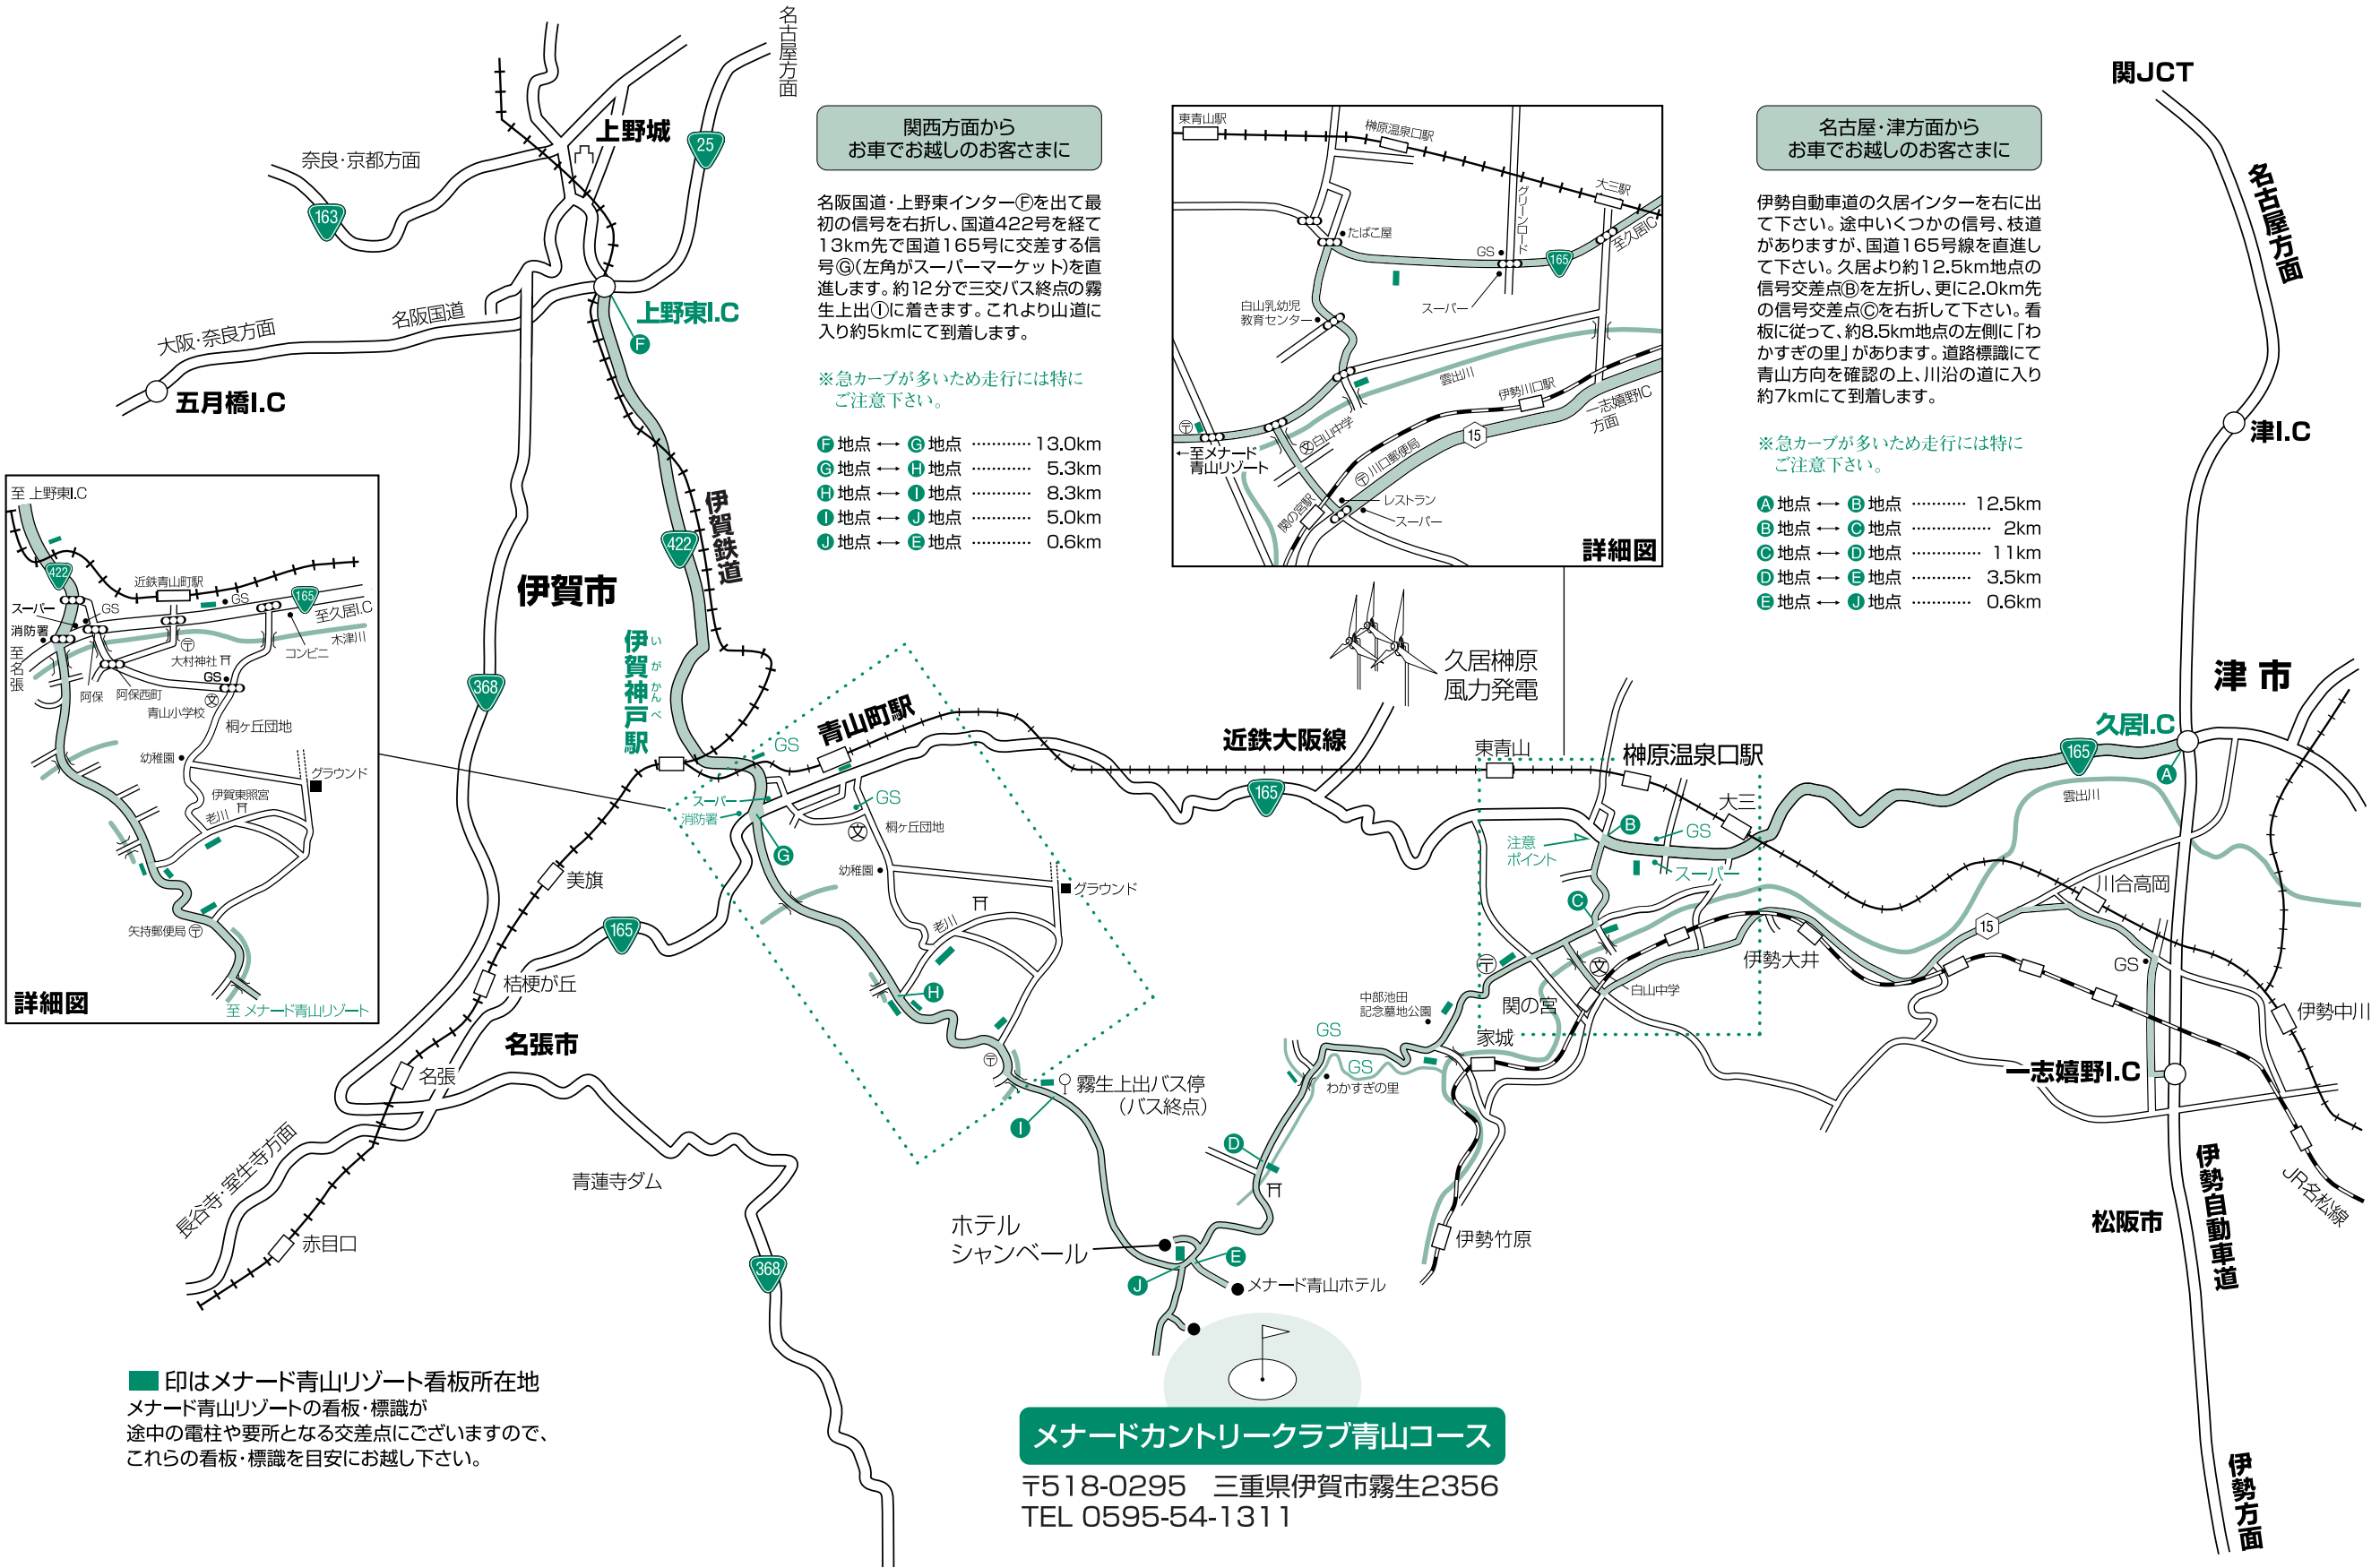 名古屋方面
上野城
25
奈良・京都方面
163
上野東I.C
F
名阪国道
大阪・奈良方面
五月橋I.C
関西方面から
お車でお越しのお客さまに
名阪国道・上野東インターⒻを出て最
初の信号を右折し、国道422号を経て
13km先で国道165号に交差する信
号Ⓖ(左角がスーパーマーケット)を直
進します。約12分で三交バス終点の霧
生上出Ⓘに着きます。これより山道に
入り約5kmにて到着します。
※急カーブが多いため走行には特に
ご注意下さい。
F 地点 ↔ G 地点 ………… 13.0km
G 地点 ↔ H 地点 ………… 5.3km
H 地点 ↔ I 地点 ………… 8.3km
I 地点 ↔ J 地点 ………… 5.0km
J 地点 ↔ E 地点 ………… 0.6km
東青山駅
榊原温泉口駅
大三駅
グリーンロード
至久居IC
たばこ屋
GS
165
スーパー
白山乳幼児
教育センター
雲出川
伊勢川口駅
一志嬉野IC
方面
〒
文 白山中学
15
←至メナード
青山リゾート
〒川口郵便局
関の宮駅
レストラン
スーパー
詳細図
名古屋・津方面から
お車でお越しのお客さまに
伊勢自動車道の久居インターを右に出
て下さい。途中いくつかの信号、枝道
がありますが、国道165号線を直進し
て下さい。久居より約12.5km地点の
信号交差点Ⓑを左折し、更に2.0km先
の信号交差点Ⓒを右折して下さい。看
板に従って、約8.5km地点の左側に「わ
かすぎの里」があります。道路標識にて
青山方向を確認の上、川沿の道に入り
約7kmにて到着します。
※急カーブが多いため走行には特に
ご注意下さい。
A 地点 ↔ B 地点 ………… 12.5km
B 地点 ↔ C 地点 ………… 2km
C 地点 ↔ D 地点 ………… 11km
D 地点 ↔ E 地点 ………… 3.5km
E 地点 ↔ J 地点 ………… 0.6km
関JCT
名古屋方面
津I.C
津市
久居I.C
A
165
雲出川
至 上野東I.C
422
近鉄青山町駅
GS
GS
165
至久居I.C
スーパー
消防署
木津川
コンビニ
至名張
〒
大村神社
GS
阿保
阿保西町
青山小学校
文
桐ヶ丘団地
幼稚園
グラウンド
伊賀東照宮
老川
矢持郵便局〒
詳細図
至 メナード青山リゾート
伊賀市
伊賀鉄道
422
368
伊賀神戸駅
いがかんべ
青山町駅
GS
スーパー
消防署
G
GS
文
桐ヶ丘団地
幼稚園
グラウンド
老川
H
〒
霧生上出バス停
(バス終点)
I
美旗
165
桔梗が丘
名張市
名張
長谷寺・室生寺方面
赤目口
青蓮寺ダム
368
近鉄大阪線
165
久居榊原
風力発電
東青山
榊原温泉口駅
大三
注意
ポイント
B
GS
スーパー
C
〒
文
白山中学
関の宮
家城
中部池田
記念墓地公園
GS
GS
わかすぎの里
D
伊勢大井
15
川合高岡
GS
伊勢中川
一志嬉野I.C
JR名松線
松阪市
伊勢自動車道
伊勢方面
伊勢竹原
ホテル
シャンベール
E
J
メナード青山ホテル
メナードカントリークラブ青山コース
〒518-0295 三重県伊賀市霧生2356
TEL 0595-54-1311
印はメナード青山リゾート看板所在地
メナード青山リゾートの看板・標識が
途中の電柱や要所となる交差点にございますので、
これらの看板・標識を目安にお越し下さい。